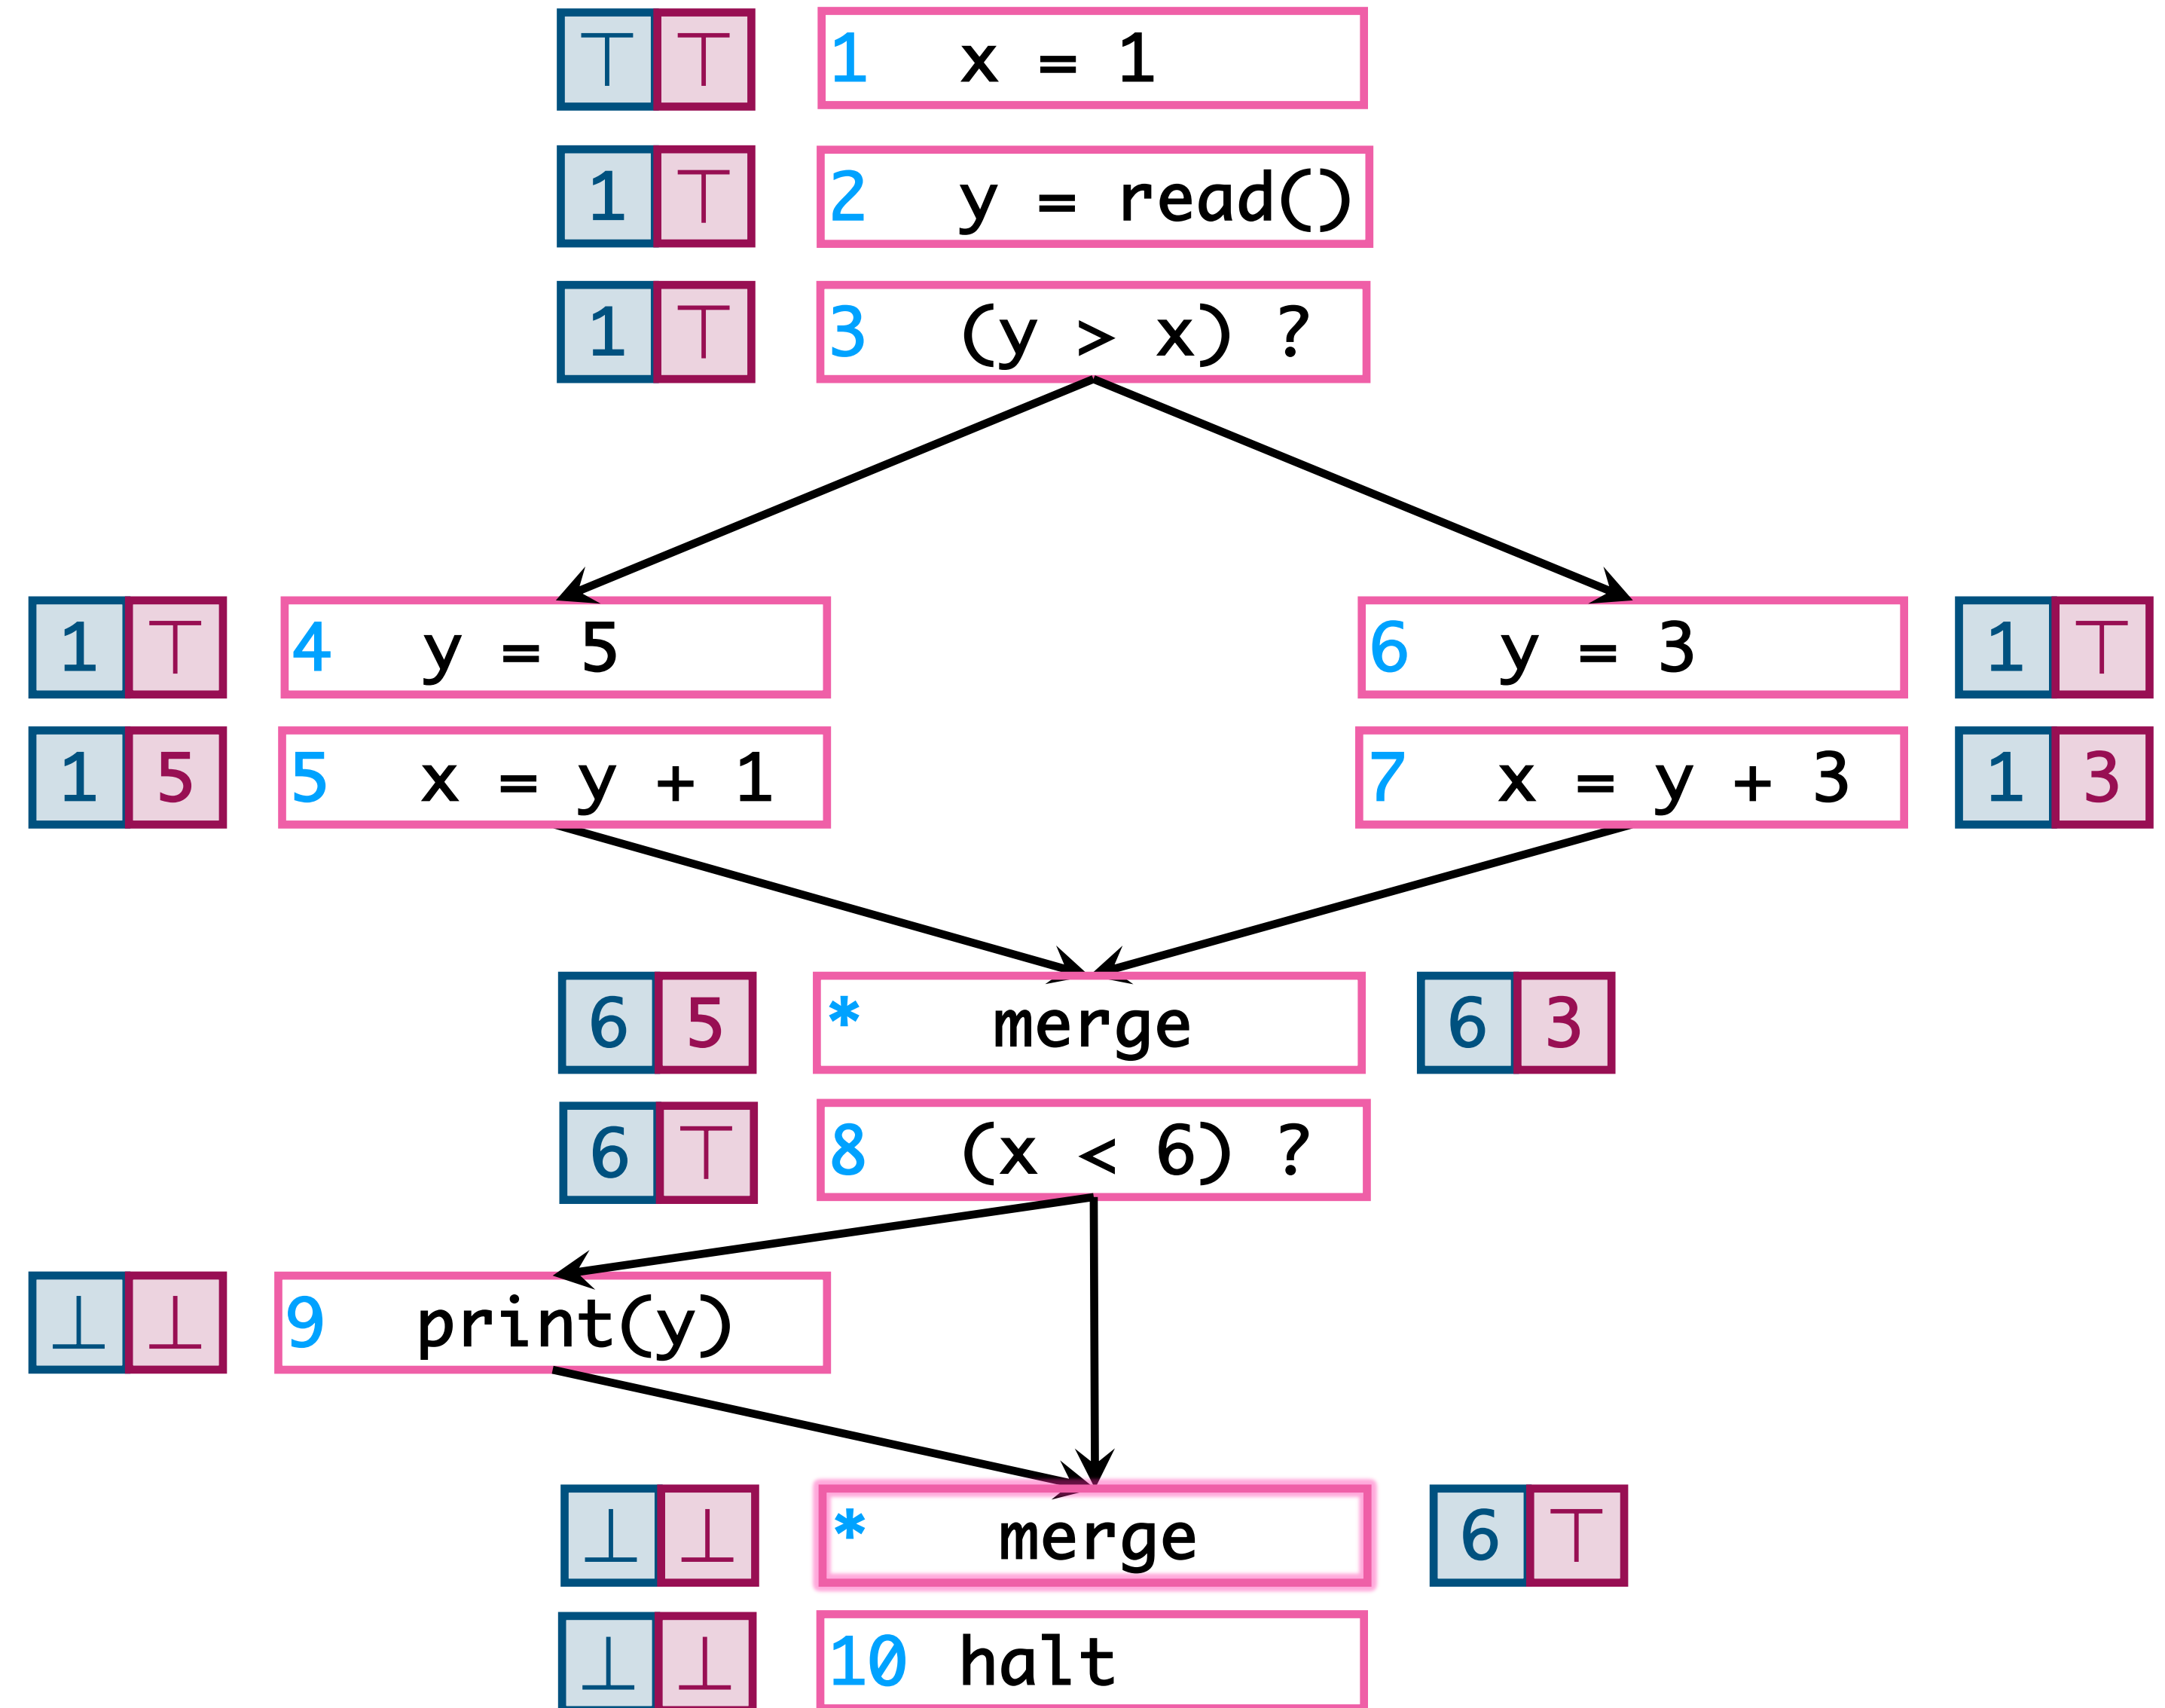 ⊤ ⊤ 1 x = 1
1 ⊤ 2 y = read()
1 ⊤ 3 (y > x) ?
1 ⊤ 4 y = 5
6 y = 3 1 ⊤
1 5 5 x = y + 1
7 x = y + 3 1 3
6 5 * merge 6 3
6 ⊤ 8 (x < 6) ?
⊥ ⊥ 9 print(y)
⊥ ⊥ * merge 6 ⊤
⊥ ⊥ 10 halt